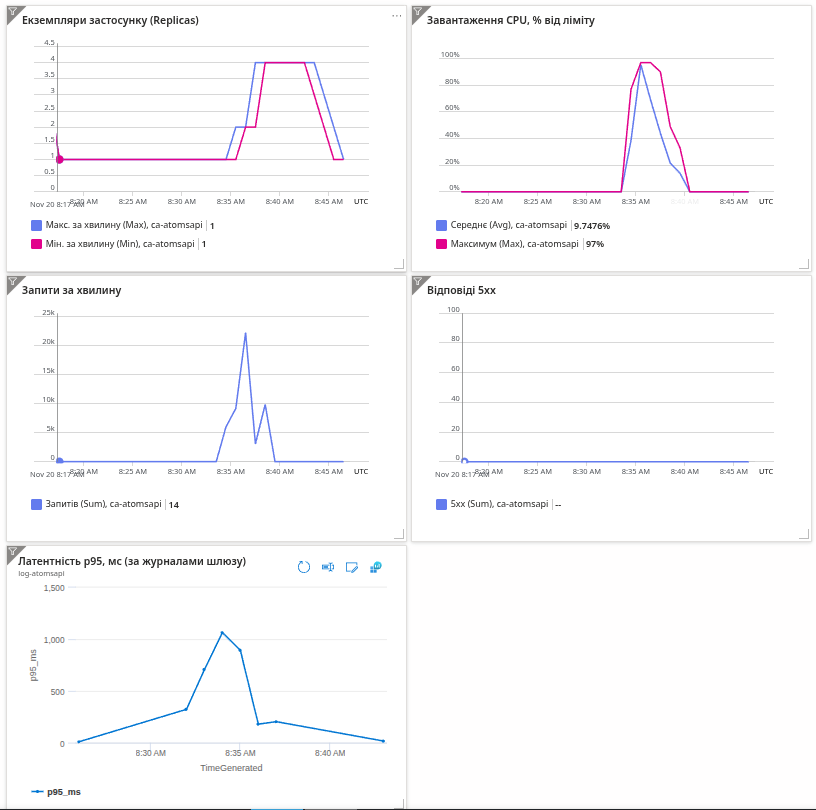 Екземпляри застосунку (Replicas)
4.5
4
3.5
3
2.5
2
1.5
1
0.5
0
Nov 20 8:17 AM
8:20 AM 8:25 AM 8:30 AM 8:35 AM 8:40 AM 8:45 AM UTC
Макс. за хвилину (Max), ca-atomsapi 1
Мін. за хвилину (Min), ca-atomsapi 1
Завантаження CPU, % від ліміту
100%
80%
60%
40%
20%
0%
8:20 AM 8:25 AM 8:30 AM 8:35 AM 8:40 AM 8:45 AM UTC
Середнє (Avg), ca-atomsapi 9.7476%
Максимум (Max), ca-atomsapi 97%
Запити за хвилину
25k
20k
15k
10k
5k
0
Nov 20 8:17 AM
8:20 AM 8:25 AM 8:30 AM 8:35 AM 8:40 AM 8:45 AM UTC
Запитів (Sum), ca-atomsapi 14
Відповіді 5xx
100
80
60
40
20
0
Nov 20 8:17 AM
8:20 AM 8:25 AM 8:30 AM 8:35 AM 8:40 AM 8:45 AM UTC
5xx (Sum), ca-atomsapi --
Латентність p95, мс (за журналами шлюзу)
log-atomsapi
1,500
1,000
500
0
p95_ms
8:30 AM 8:35 AM 8:40 AM
TimeGenerated
p95_ms